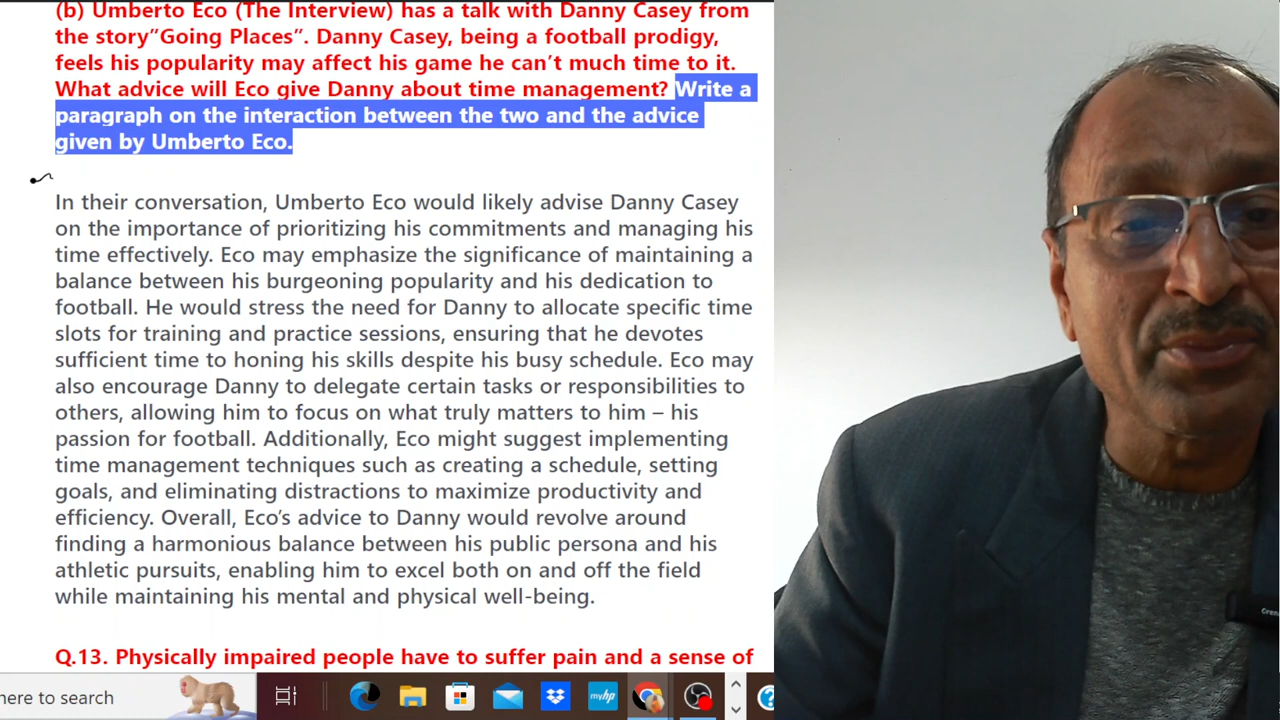 (b) Umberto Eco (The Interview) has a talk with Danny Casey from
the story”Going Places”. Danny Casey, being a football prodigy,
feels his popularity may affect his game he can’t much time to it.
What advice will Eco give Danny about time management? Write a
paragraph on the interaction between the two and the advice
given by Umberto Eco.
In their conversation, Umberto Eco would likely advise Danny Casey
on the importance of prioritizing his commitments and managing his
time effectively. Eco may emphasize the significance of maintaining a
balance between his burgeoning popularity and his dedication to
football. He would stress the need for Danny to allocate specific time
slots for training and practice sessions, ensuring that he devotes
sufficient time to honing his skills despite his busy schedule. Eco may
also encourage Danny to delegate certain tasks or responsibilities to
others, allowing him to focus on what truly matters to him – his
passion for football. Additionally, Eco might suggest implementing
time management techniques such as creating a schedule, setting
goals, and eliminating distractions to maximize productivity and
efficiency. Overall, Eco’s advice to Danny would revolve around
finding a harmonious balance between his public persona and his
athletic pursuits, enabling him to excel both on and off the field
while maintaining his mental and physical well-being.
Q.13. Physically impaired people have to suffer pain and a sense of
here to search
myhp
?